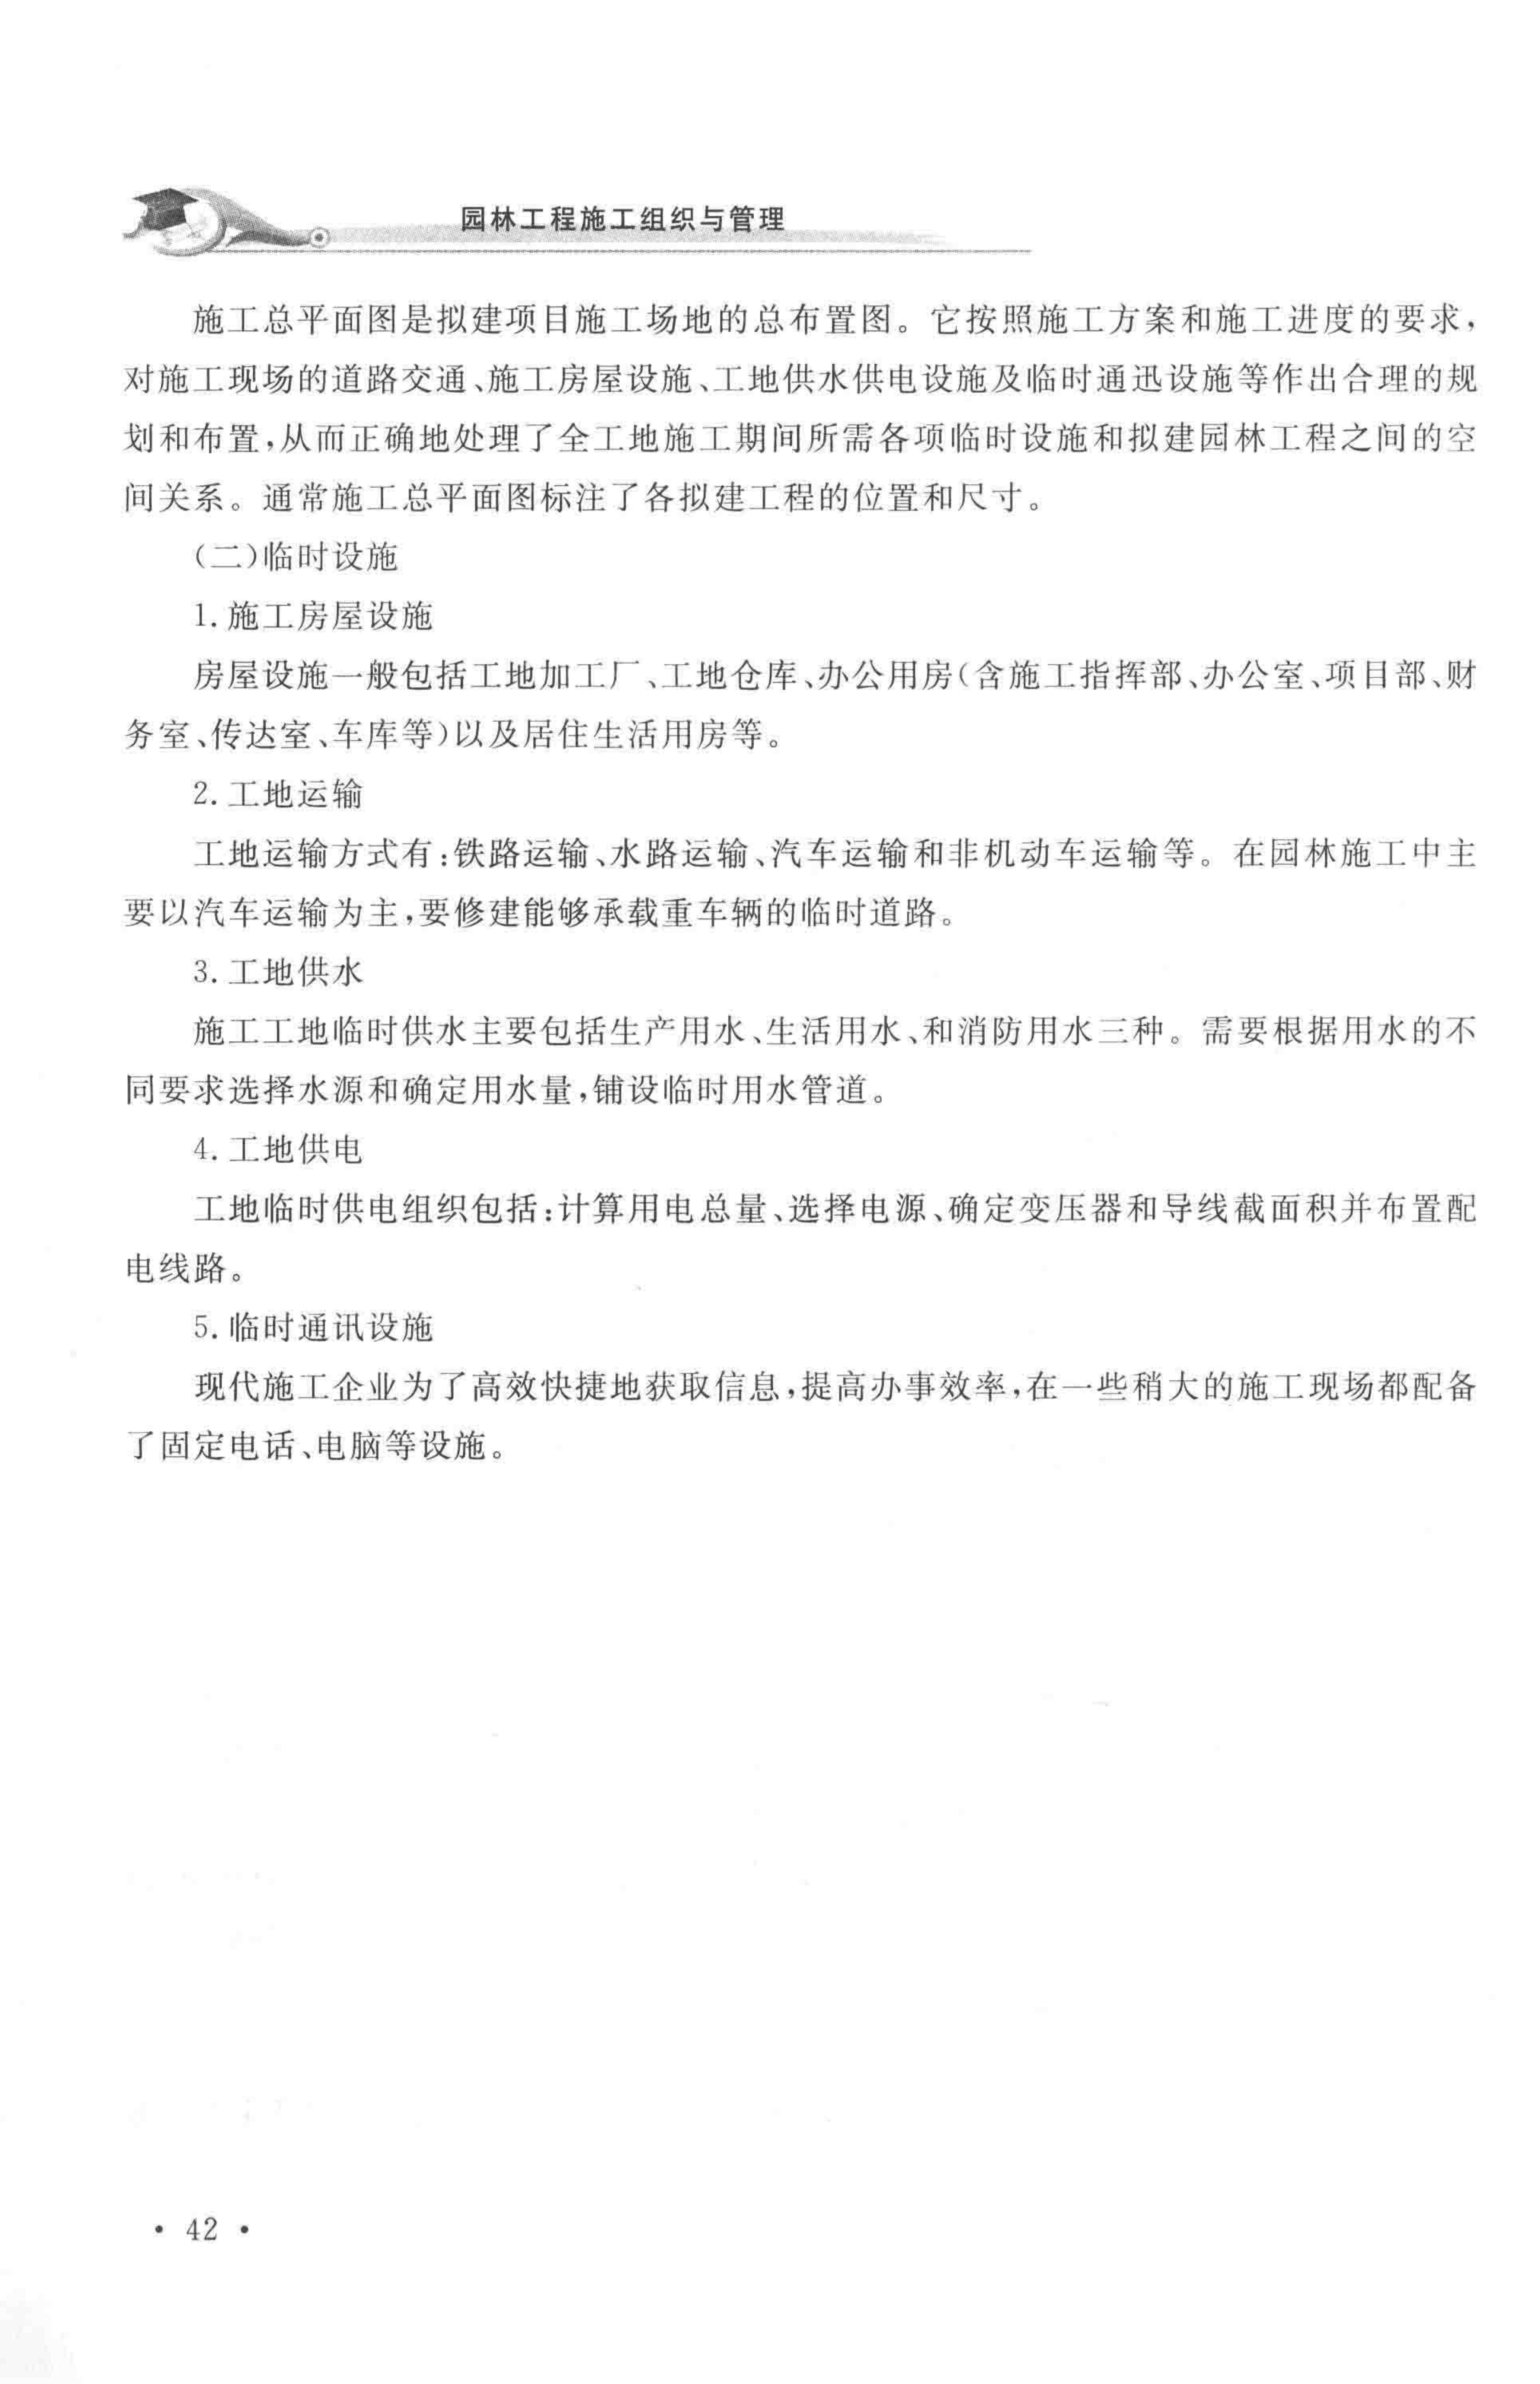 园林工程施工组织与管理
施工总平面图是拟建项目施工场地的总布置图。它按照施工方案和施工进度的要求，
对施工现场的道路交通、施工房屋设施、工地供水供电设施及临时通迅设施等作出合理的规
划和布置，从而正确地处理了全工地施工期间所需各项临时设施和拟建园林工程之间的空
间关系。通常施工总平面图标注了各拟建工程的位置和尺寸。
（二）临时设施
1. 施工房屋设施
房屋设施一般包括工地加工厂、工地仓库、办公用房（含施工指挥部、办公室、项目部、财
务室、传达室、车库等）以及居住生活用房等。
2. 工地运输
工地运输方式有：铁路运输、水路运输、汽车运输和非机动车运输等。在园林施工中主
要以汽车运输为主，要修建能够承载重车辆的临时道路。
3. 工地供水
施工工地临时供水主要包括生产用水、生活用水、和消防用水三种。需要根据用水的不
同要求选择水源和确定用水量，铺设临时用水管道。
4. 工地供电
工地临时供电组织包括：计算用电总量、选择电源、确定变压器和导线截面积并布置配
电线路。
5. 临时通讯设施
现代施工企业为了高效快捷地获取信息，提高办事效率，在一些稍大的施工现场都配备
了固定电话、电脑等设施。
• 42 •